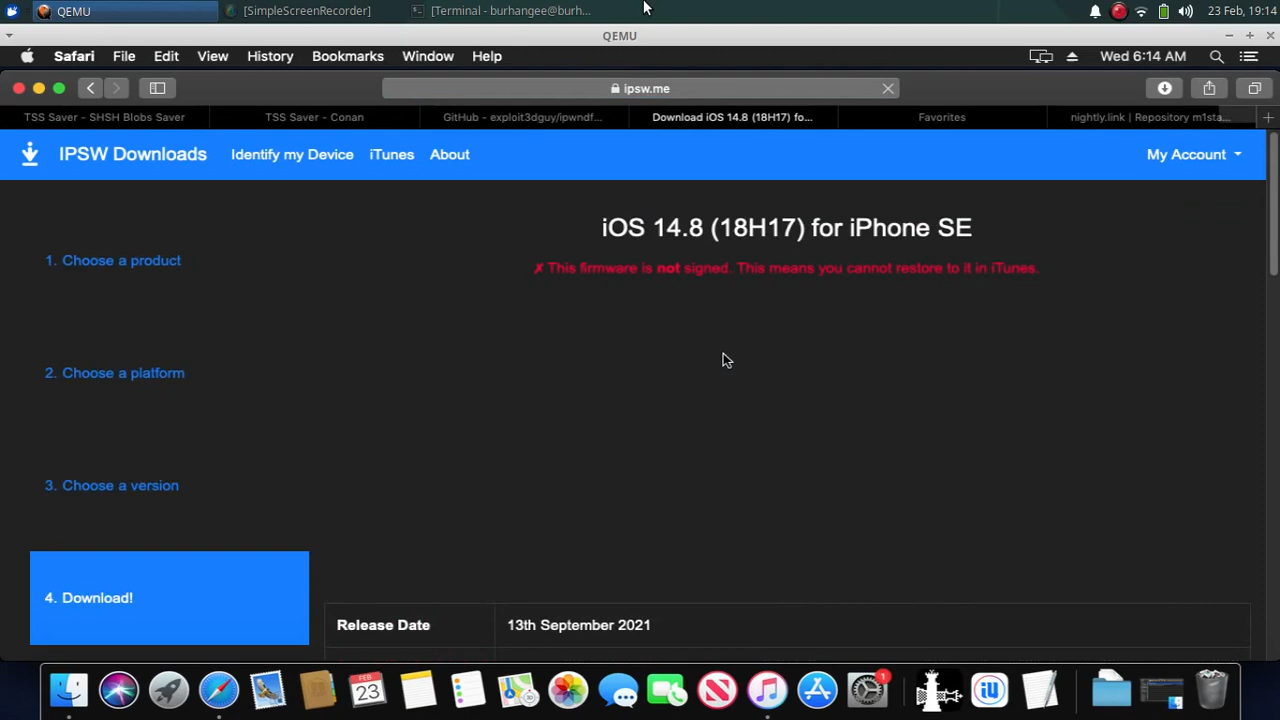 QEMU
[SimpleScreenRecorder]
[Terminal - burhangee@burh...
23 Feb, 19:14
QEMU
Safari File Edit View History Bookmarks Window Help
Wed 6:14 AM
ipsw.me
TSS Saver - SHSH Blobs Saver
TSS Saver - Conan
GitHub - exploit3dguy/ipwndf...
Download iOS 14.8 (18H17) fo...
Favorites
nightly.link | Repository m1sta...
IPSW Downloads
Identify my Device
iTunes
About
My Account
iOS 14.8 (18H17) for iPhone SE
✗ This firmware is not signed. This means you cannot restore to it in iTunes.
1. Choose a product
2. Choose a platform
3. Choose a version
4. Download!
Release Date
13th September 2021
FEB
23
1